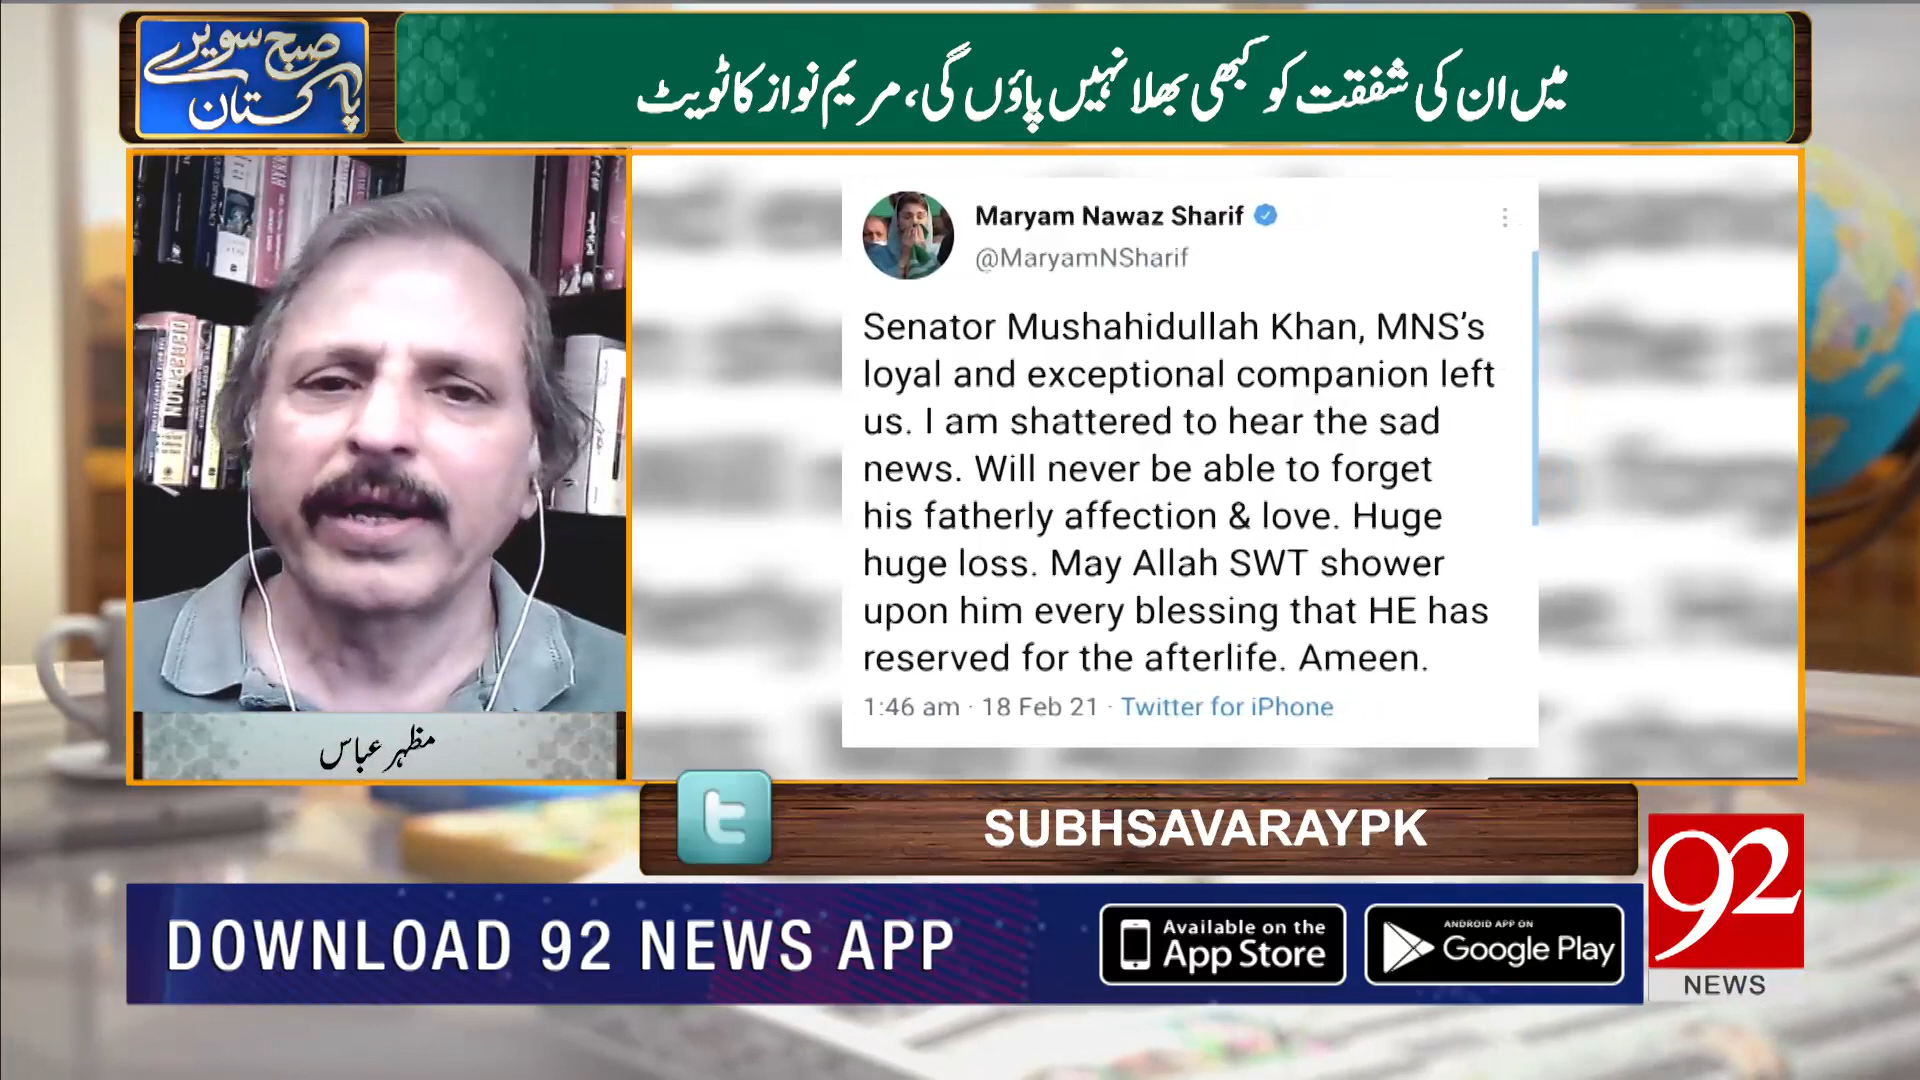 صبح سویرے پاکستان
میں ان کی شفقت کو کبھی بھلا نہیں پاؤں گی، مریم نواز کا ٹویٹ
DECEPTION
Maryam Nawaz Sharif
@MaryamNSharif
Senator Mushahidullah Khan, MNS’s
loyal and exceptional companion left
us. I am shattered to hear the sad
news. Will never be able to forget
his fatherly affection & love. Huge
huge loss. May Allah SWT shower
upon him every blessing that HE has
reserved for the afterlife. Ameen.
1:46 am · 18 Feb 21 · Twitter for iPhone
مظہر عباس
SUBHSAVARAYPK
DOWNLOAD 92 NEWS APP
Available on the
App Store
ANDROID APP ON
Google Play
92
NEWS